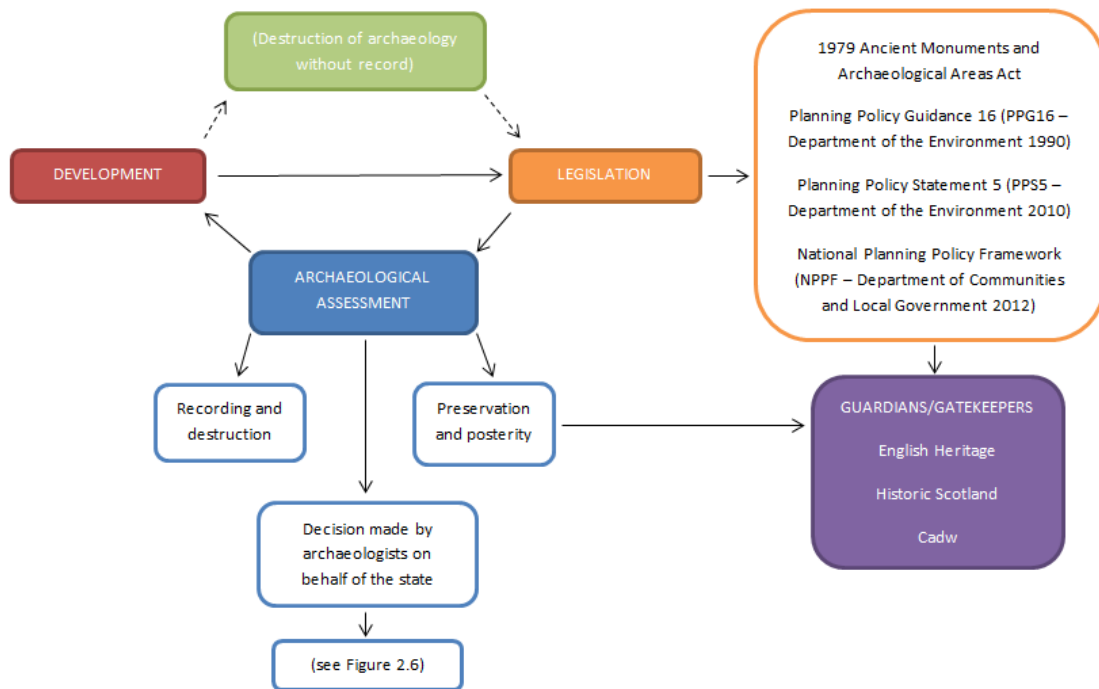 (Destruction of archaeology
without record)
DEVELOPMENT
LEGISLATION
1979 Ancient Monuments and
Archaeological Areas Act
Planning Policy Guidance 16 (PPG16 –
Department of the Environment 1990)
Planning Policy Statement 5 (PPS5 –
Department of the Environment 2010)
National Planning Policy Framework
(NPPF – Department of Communities
and Local Government 2012)
ARCHAEOLOGICAL
ASSESSMENT
Recording and
destruction
Preservation
and posterity
GUARDIANS/GATEKEEPERS
English Heritage
Historic Scotland
Cadw
Decision made by
archaeologists on
behalf of the state
(see Figure 2.6)